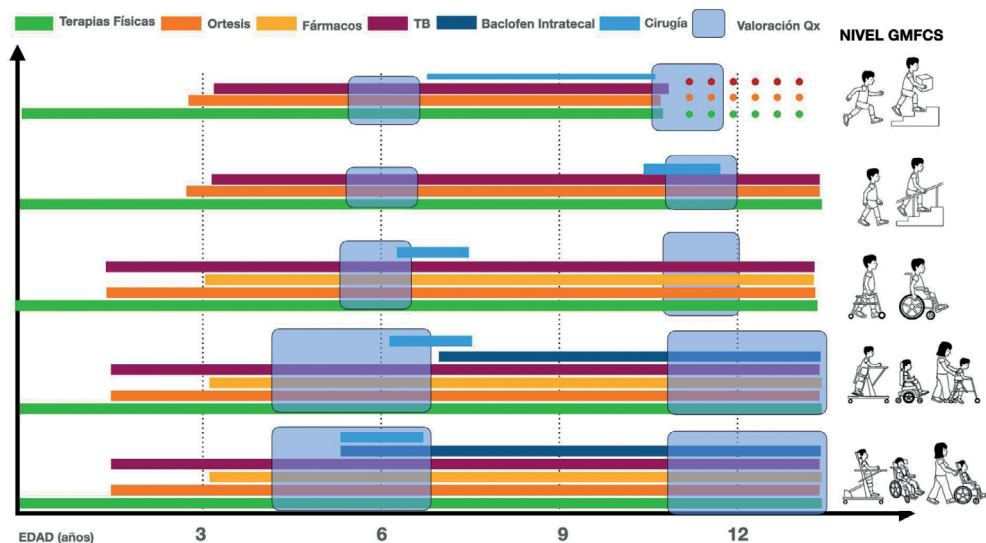 Terapias Físicas Ortesis Fármacos TB Baclofen Intratecal Cirugía Valoración Qx
NIVEL GMFCS
EDAD (años) 3 6 9 12